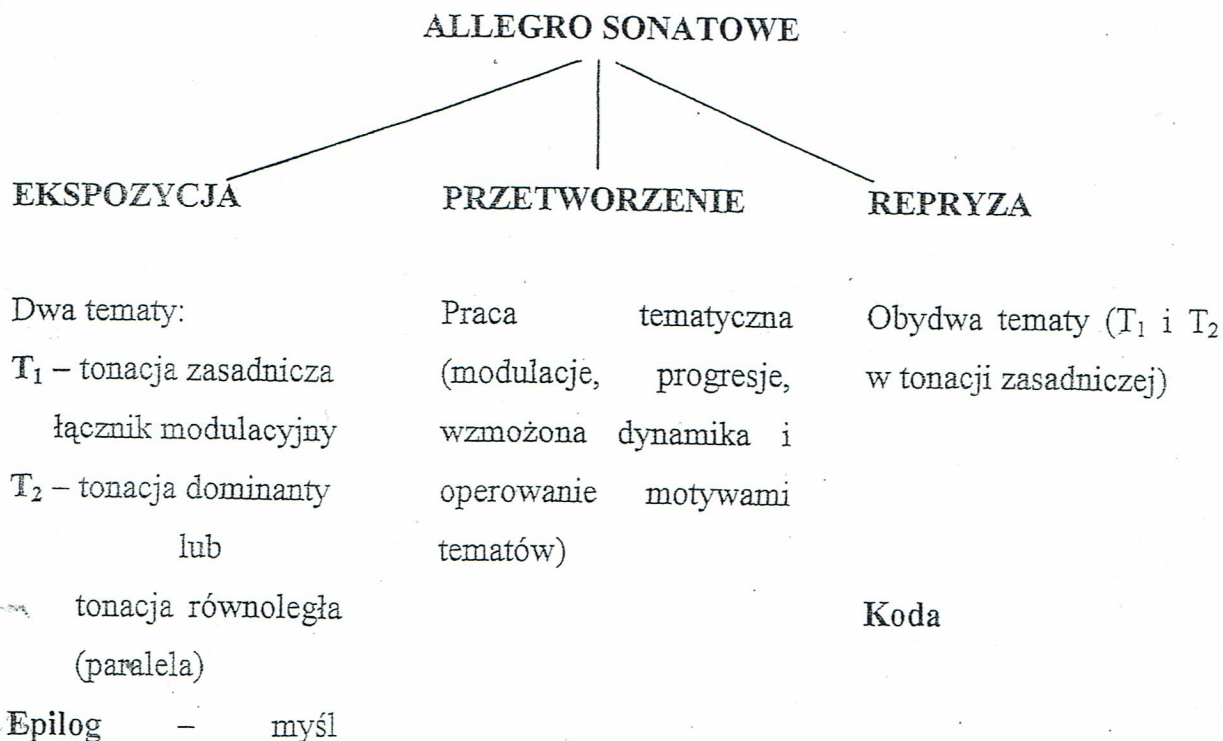 ALLEGRO SONATOWE
EKSPOZYCJA
Dwa tematy:
T₁ – tonacja zasadnicza
łącznik modulacyjny
T₂ – tonacja dominanty
lub
tonacja równoległa
(paralela)
Epilog – myśl
PRZETWORZENIE
Praca tematyczna
(modulacje, progresje,
wzmożona dynamika i
operowanie motywami
tematów)
REPRYZA
Obydwa tematy (T₁ i T₂
w tonacji zasadniczej)
Koda